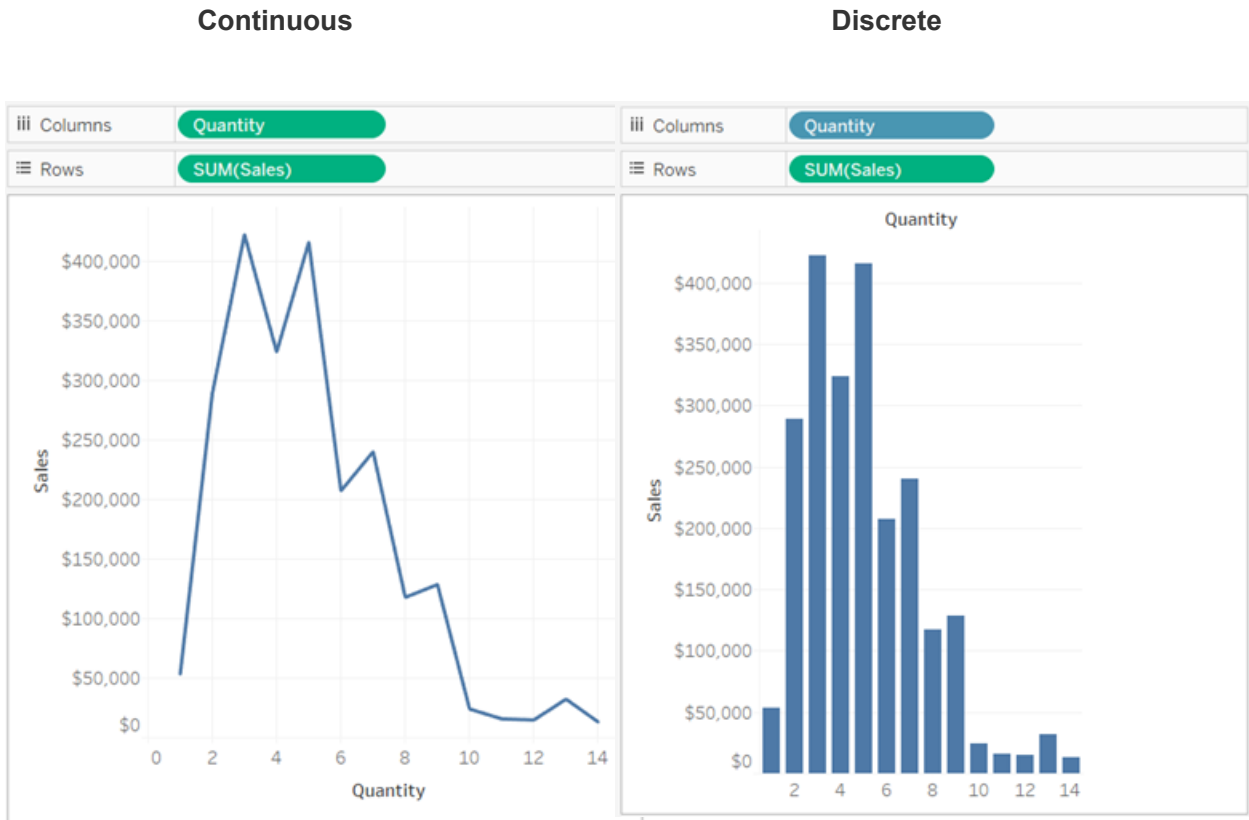 Continuous
Discrete
Columns
Quantity
Rows
SUM(Sales)
$400,000
$350,000
$300,000
$250,000
$200,000
$150,000
$100,000
$50,000
$0
Sales
0 2 4 6 8 10 12 14
Quantity
Columns
Quantity
Rows
SUM(Sales)
Quantity
$400,000
$350,000
$300,000
$250,000
$200,000
$150,000
$100,000
$50,000
$0
Sales
2 4 6 8 10 12 14